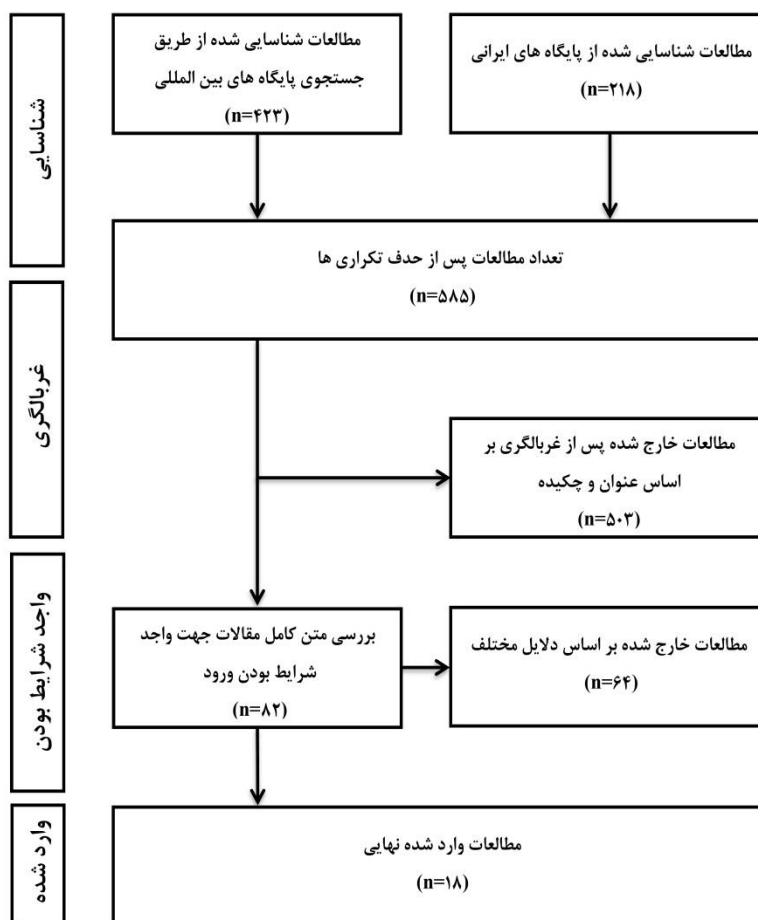 شناسایی
مطالعات شناسایی شده از پایگاه های ایرانی
(n=۲۱۸)
مطالعات شناسایی شده از طریق
جستجوی پایگاه های بین المللی
(n=۴۲۳)
تعداد مطالعات پس از حذف تکراری ها
(n=۵۸۵)
غربالگری
مطالعات خارج شده پس از غربالگری بر
اساس عنوان و چکیده
(n=۵۰۳)
واجد شرایط بودن
بررسی متن کامل مقالات جهت واجد
شرایط بودن ورود
(n=۸۲)
مطالعات خارج شده بر اساس دلایل مختلف
(n=۶۴)
وارد شده
مطالعات وارد شده نهایی
(n=۱۸)